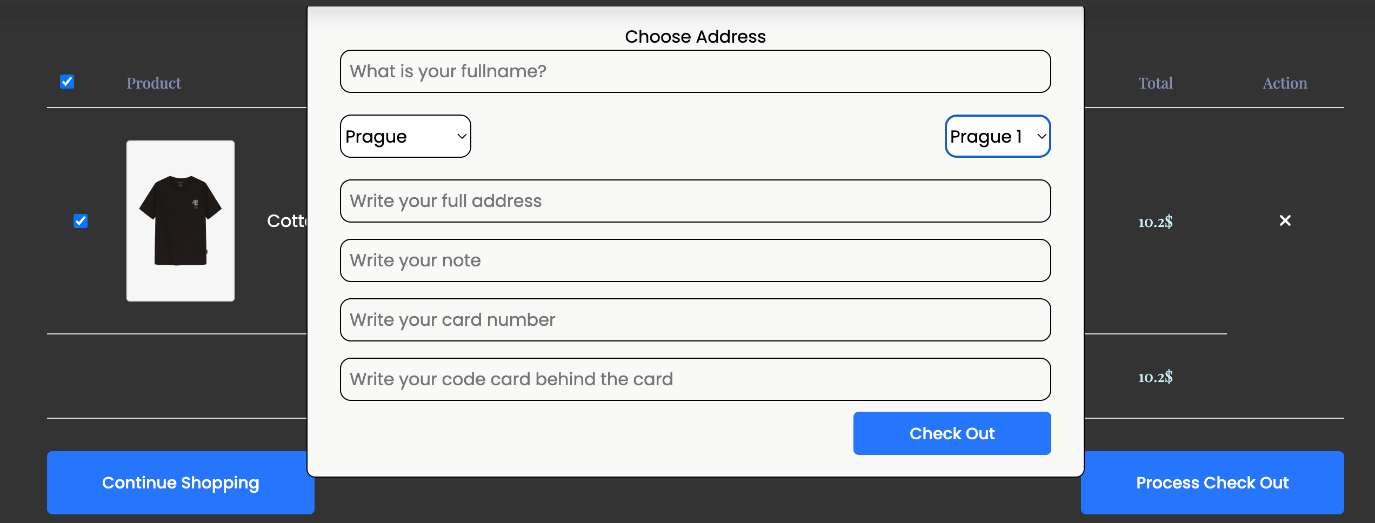 Choose Address
What is your fullname?
Product
Total
Action
Prague
Prague 1
Write your full address
Cott
10.2$
Write your note
Write your card number
Write your code card behind the card
10.2$
Check Out
Continue Shopping
Process Check Out